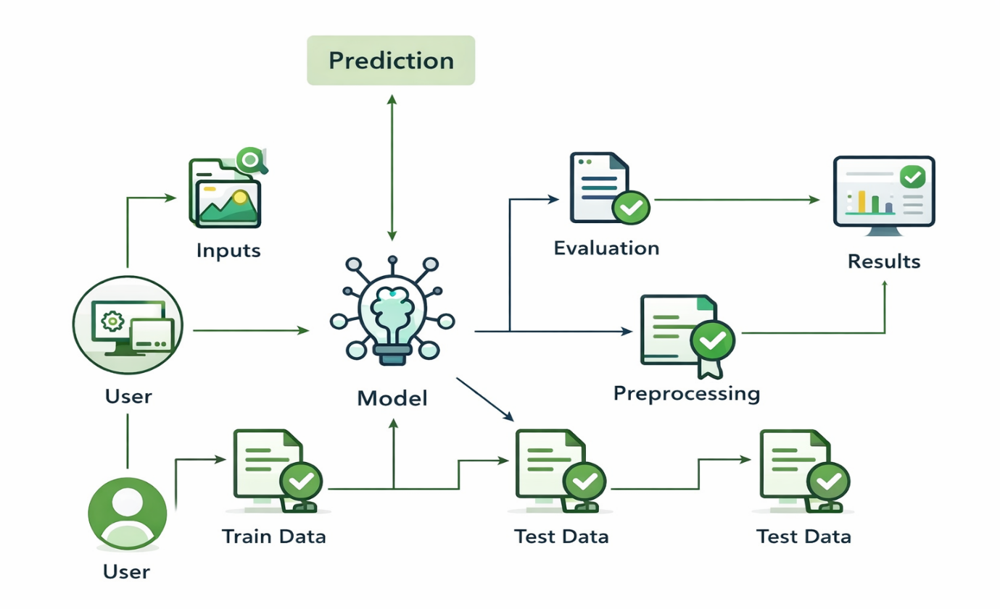 Prediction
Inputs
Evaluation
Results
User
Model
Preprocessing
Train Data
Test Data
Test Data
User